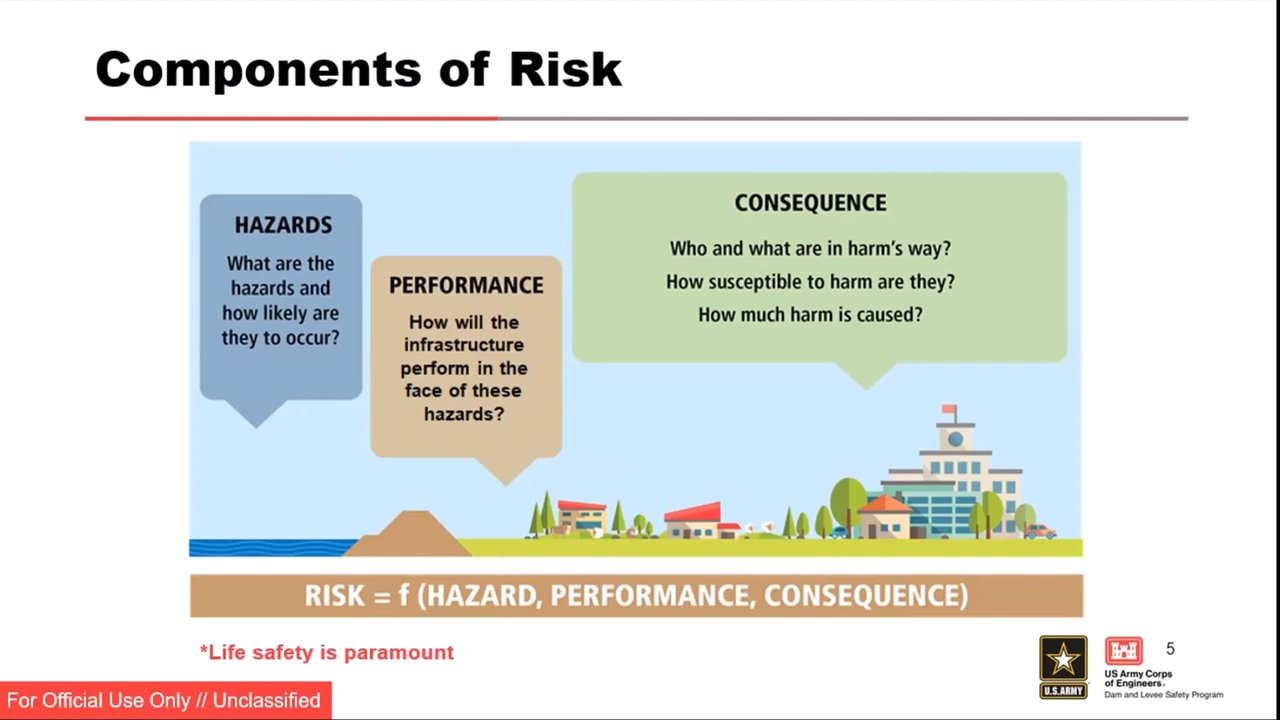 Components of Risk
HAZARDS
What are the
hazards and
how likely are
they to occur?
PERFORMANCE
How will the
infrastructure
perform in the
face of these
hazards?
CONSEQUENCE
Who and what are in harm's way?
How susceptible to harm are they?
How much harm is caused?
RISK = f (HAZARD, PERFORMANCE, CONSEQUENCE)
*Life safety is paramount
U.S.ARMY
US Army Corps
of Engineers®
Dam and Levee Safety Program
5
For Official Use Only // Unclassified